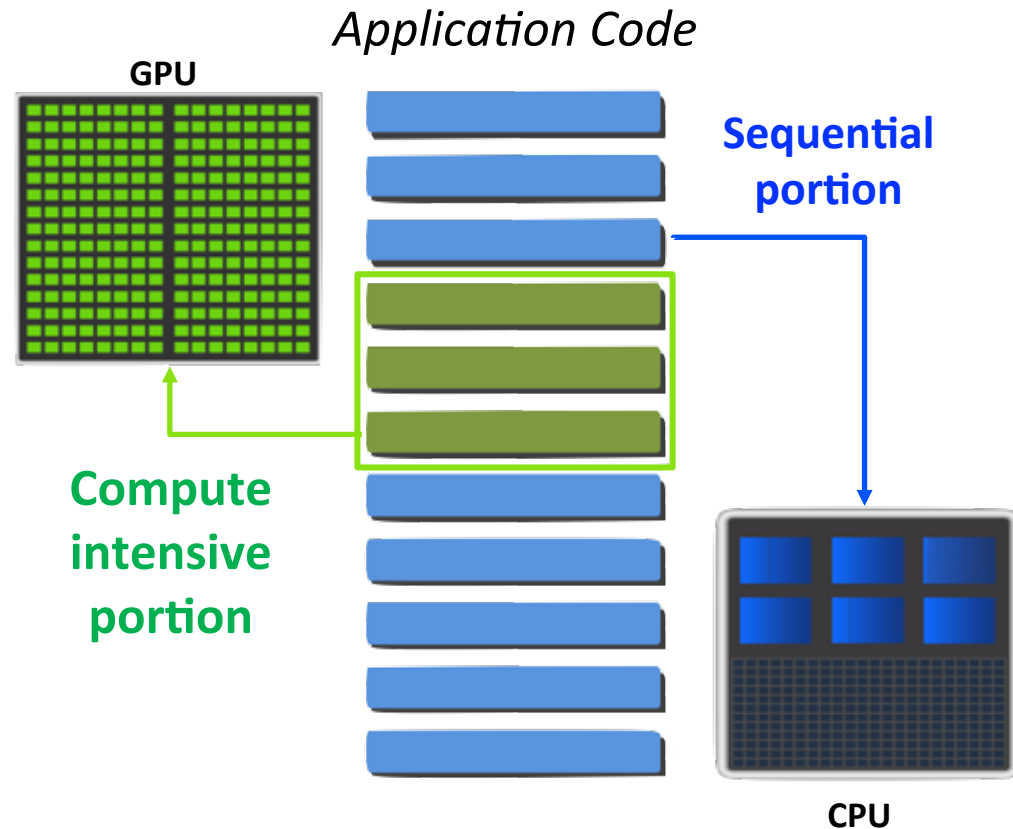 Application Code
GPU
Sequential
portion
Compute
intensive
portion
CPU